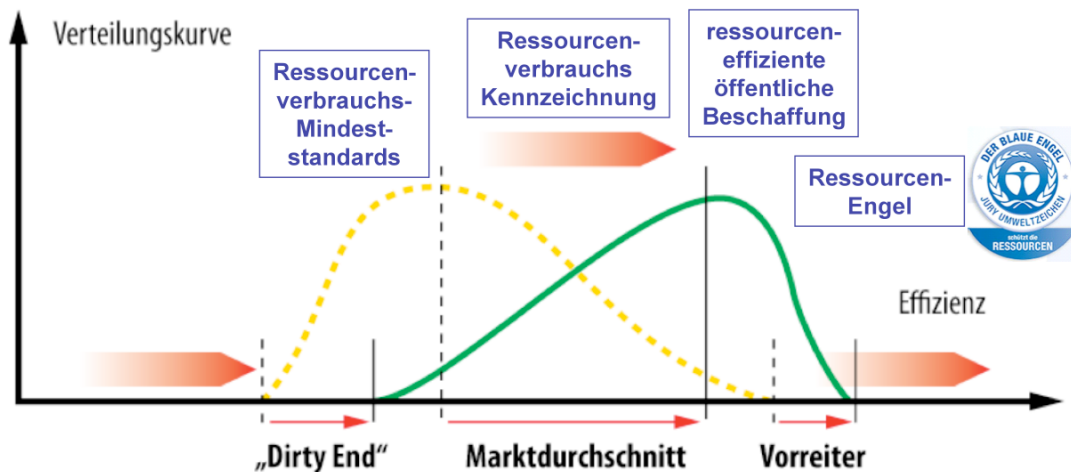 Verteilungskurve
Ressourcen-
verbrauchs-
Mindest-
standards
Ressourcen-
verbrauchs
Kennzeichnung
ressourcen-
effiziente
öffentliche
Beschaffung
Ressourcen-
Engel
DER BLAUE ENGEL
JURY UMWELTZEICHEN
schützt die
RESSOURCEN
Effizienz
„Dirty End“
Marktdurchschnitt
Vorreiter